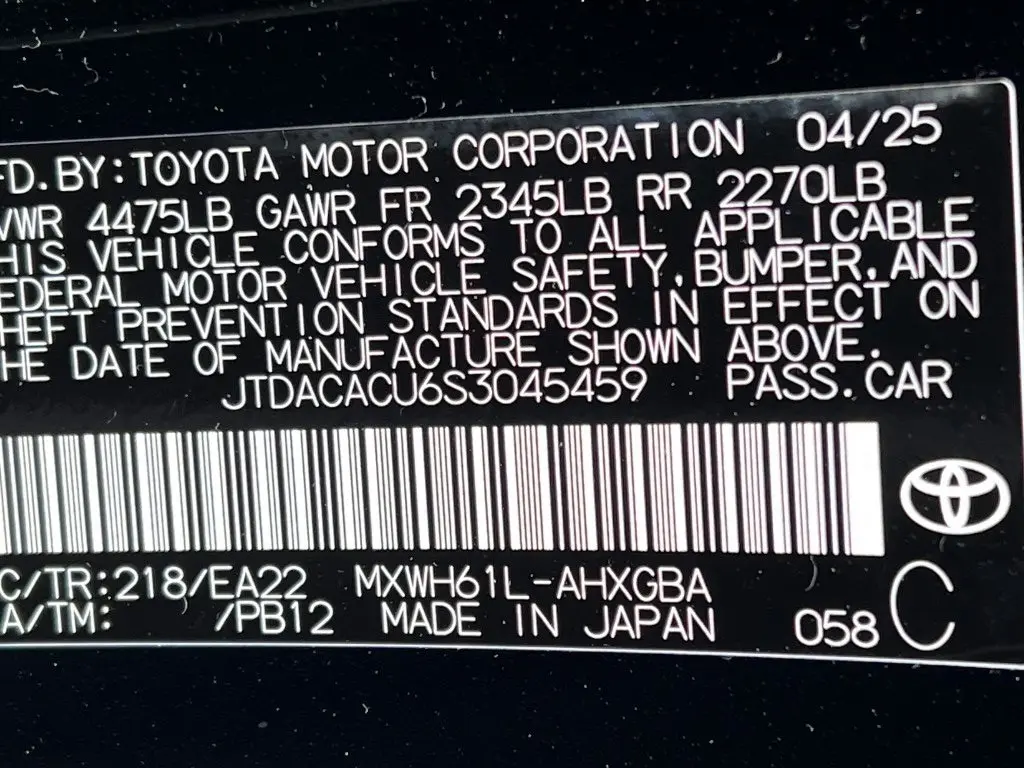 FD.BY:TOYOTA MOTOR CORPORATION 04/25
VWR 4475LB GAWR FR 2345LB RR 2270LB
HIS VEHICLE CONFORMS TO ALL APPLICABLE
EDERAL MOTOR VEHICLE SAFETY,BUMPER,AND
HEFT PREVENTION STANDARDS IN EFFECT ON
HE DATE OF MANUFACTURE SHOWN ABOVE.
JTDACACU6S3045459 PASS.CAR
C/TR:218/EA22 MXWH61L-AHXGBA
A/TM: /PB12 MADE IN JAPAN 058 C